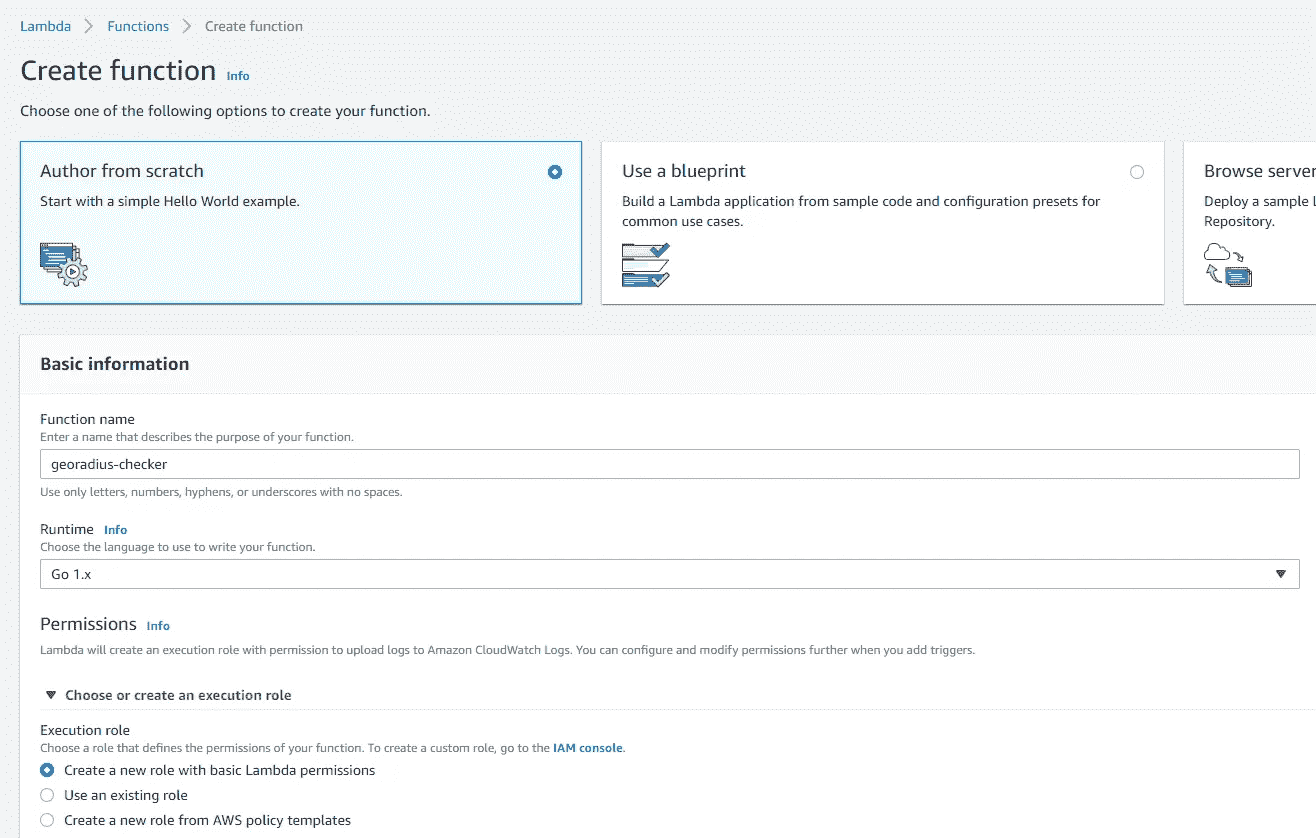 Lambda > Functions > Create function
Create function Info
Choose one of the following options to create your function.
Author from scratch
Start with a simple Hello World example.
Use a blueprint
Build a Lambda application from sample code and configuration presets for
common use cases.
Browse server
Deploy a sample
Repository.
Basic information
Function name
Enter a name that describes the purpose of your function.
georadius-checker
Use only letters, numbers, hyphens, or underscores with no spaces.
Runtime Info
Choose the language to use to write your function.
Go 1.x
Permissions Info
Lambda will create an execution role with permission to upload logs to Amazon CloudWatch Logs. You can configure and modify permissions further when you add triggers.
Choose or create an execution role
Execution role
Choose a role that defines the permissions of your function. To create a custom role, go to the IAM console.
Create a new role with basic Lambda permissions
Use an existing role
Create a new role from AWS policy templates